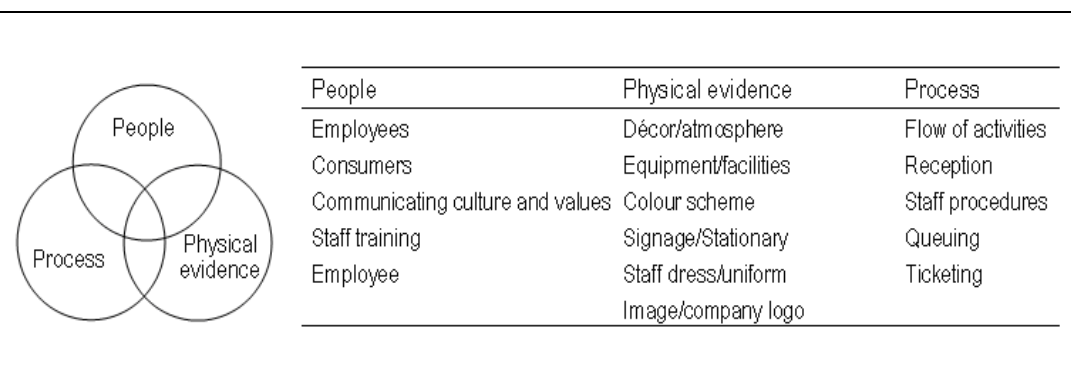 People
Process
Physical
evidence
People Physical evidence Process
Employees Décor/atmosphere Flow of activities
Consumers Equipment/facilities Reception
Communicating culture and values Colour scheme Staff procedures
Staff training Signage/Stationary Queuing
Employee Staff dress/uniform Ticketing
Image/company logo